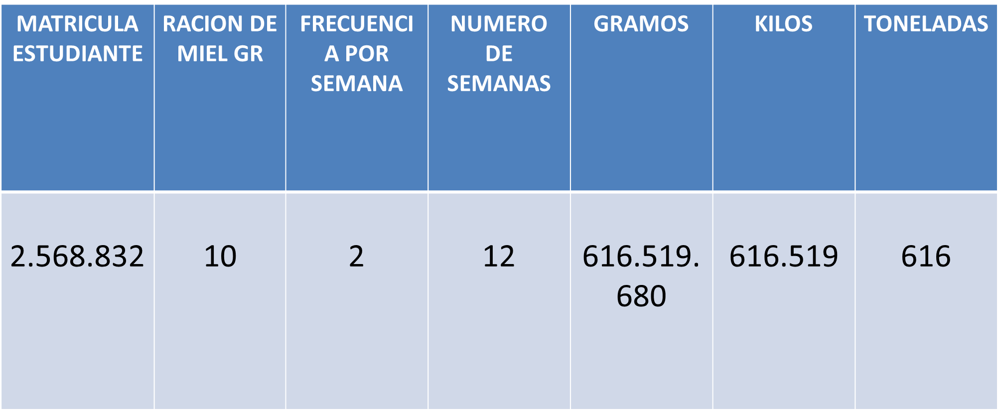 MATRICULA
ESTUDIANTE
RACION DE
MIEL GR
FRECUENCI
A POR
SEMANA
NUMERO
DE
SEMANAS
GRAMOS
KILOS
TONELADAS
2.568.832
10
2
12
616.519.
680
616.519
616